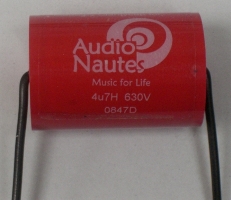 Audio
Nautes
Music for Life
4u7H 630V
0847D